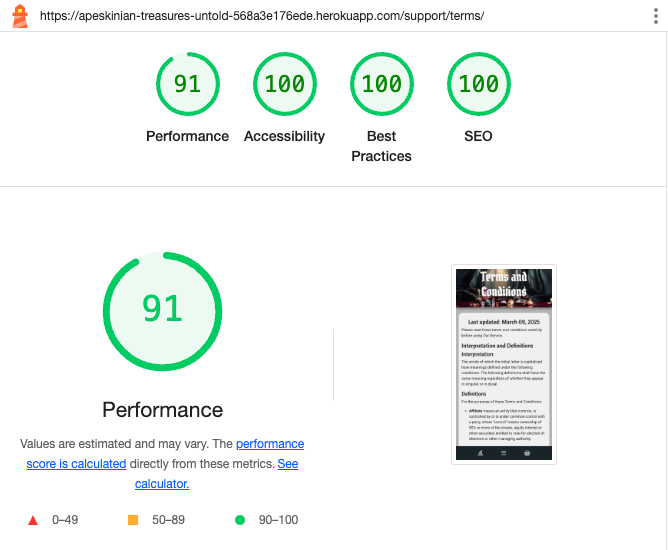 https://apeskinian-treasures-untold-568a3e176ede.herokuapp.com/support/terms/
91
100
100
100
Performance
Accessibility
Best
Practices
SEO
91
Performance
Values are estimated and may vary. The performance
score is calculated directly from these metrics. See
calculator.
0–49
50–89
90–100
Terms and
Conditions
Last updated: March 09, 2025
Please read these terms and conditions carefully
before using Our Service.
Interpretation and Definitions
Interpretation
The words of which the initial letter is capitalized
have meanings defined under the following
conditions. The following definitions shall have the
same meaning regardless of whether they appear
in singular or in plural.
Definitions
For the purposes of these Terms and Conditions:
Affiliate means an entity that controls, is
controlled by or is under common control with
a party, where "control" means ownership of
50% or more of the shares, equity interest or
other securities entitled to vote for election of
directors or other managing authority.